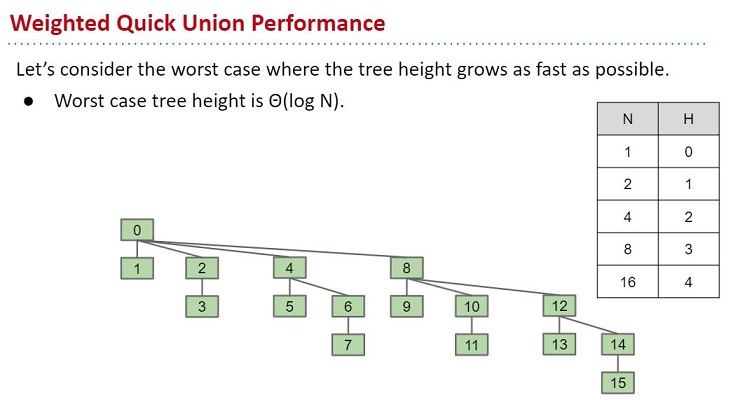 Weighted Quick Union Performance
Let’s consider the worst case where the tree height grows as fast as possible.
● Worst case tree height is Θ(log N).
N H
1 0
2 1
4 2
8 3
16 4
0
1 2 4 8
3 5 6 9 10 12
7 11 13 14
15